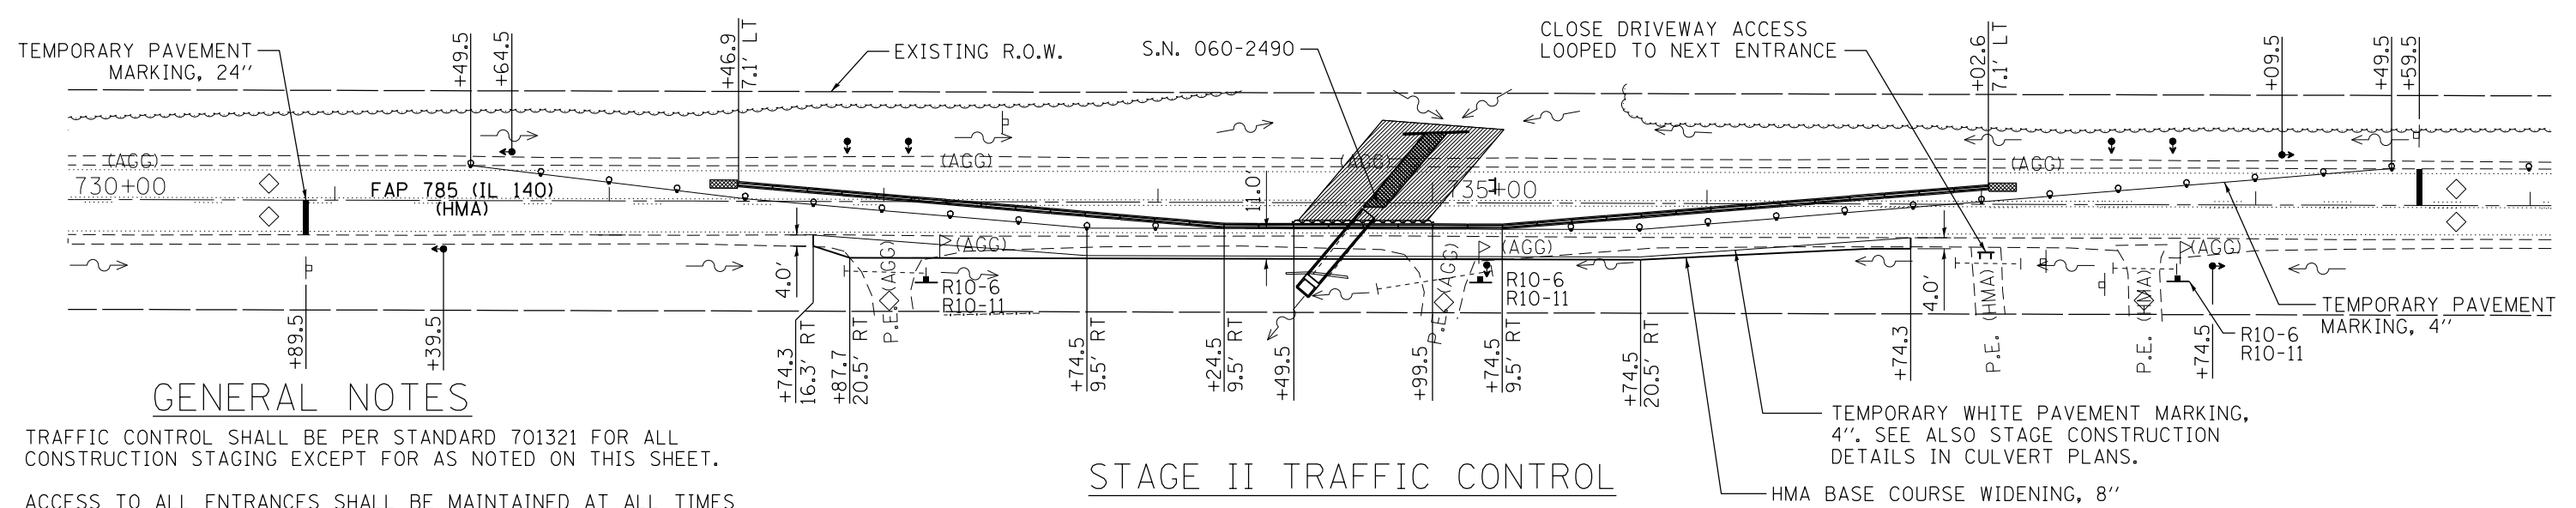 TEMPORARY PAVEMENT
MARKING, 24"
+49.5
+64.5
+46.9
7.1' LT
EXISTING R.O.W.
S.N. 060-2490
CLOSE DRIVEWAY ACCESS
LOOPED TO NEXT ENTRANCE
+02.6
7.1' LT
+09.5
+49.5
+59.5
(AGG)
(AGG)
(AGG)
(AGG)
730+00
FAP 785 (IL 140)
(HMA)
11.0'
735+00
4.0'
P.E. (AGG)
(AGG)
R10-6
R10-11
P.E. (AGG)
(AGG)
R10-6
R10-11
4.0'
P.E. (HMA)
P.E. (HMA)
(AGG)
R10-6
R10-11
TEMPORARY PAVEMENT
MARKING, 4"
+89.5
+39.5
+74.3
16.3' RT
+87.7
20.5' RT
+74.5
9.5' RT
+24.5
9.5' RT
+49.5
+99.5
+74.5
9.5' RT
+74.5
20.5' RT
+74.3
+74.5
GENERAL NOTES
TRAFFIC CONTROL SHALL BE PER STANDARD 701321 FOR ALL
CONSTRUCTION STAGING EXCEPT FOR AS NOTED ON THIS SHEET.
ACCESS TO ALL ENTRANCES SHALL BE MAINTAINED AT ALL TIMES
STAGE II TRAFFIC CONTROL
TEMPORARY WHITE PAVEMENT MARKING,
4". SEE ALSO STAGE CONSTRUCTION
DETAILS IN CULVERT PLANS.
HMA BASE COURSE WIDENING, 8"